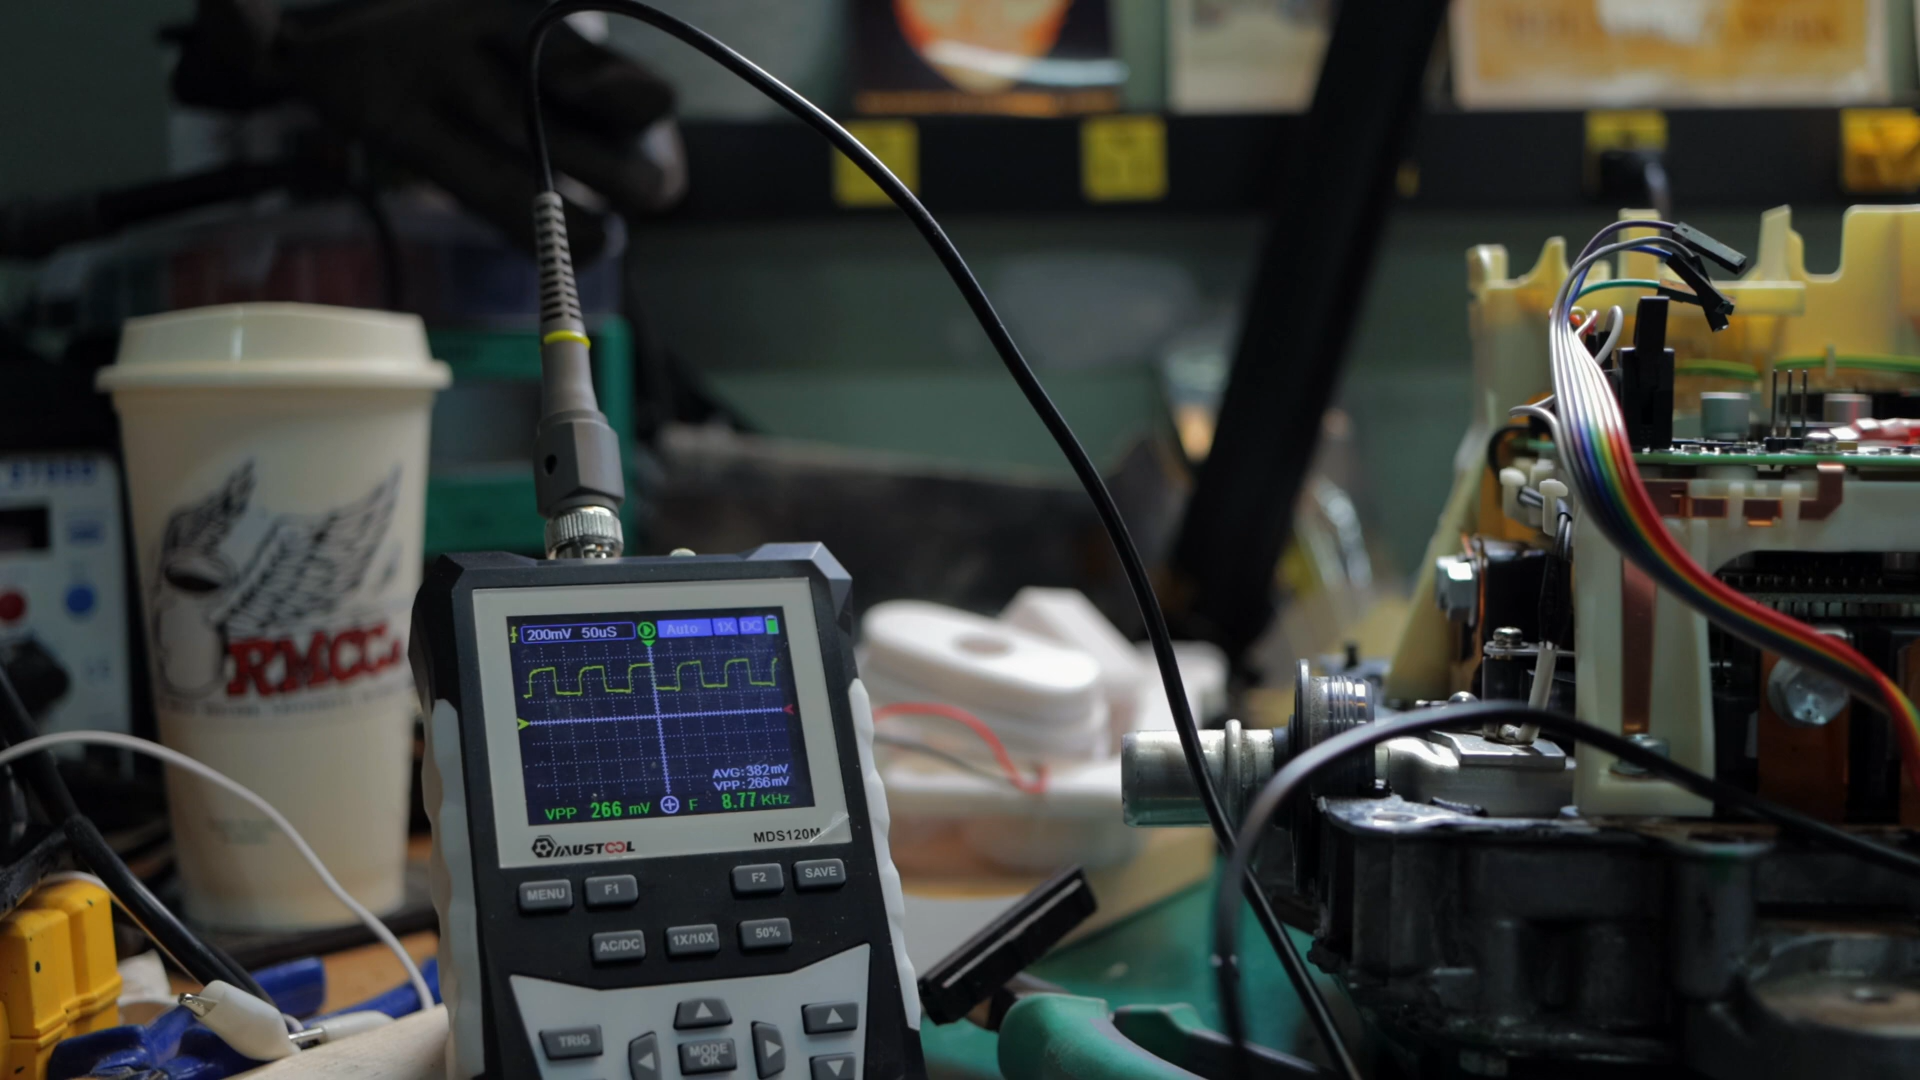 RMCC
200mV 50uS Auto 1X DC
AVG:382mV
VPP:266mV
VPP 266 mV F 8.77 KHz
AUSTOOL MDS120M
MENU F1 F2 SAVE
AC/DC 1X/10X 50%
TRIG
MODE
OK